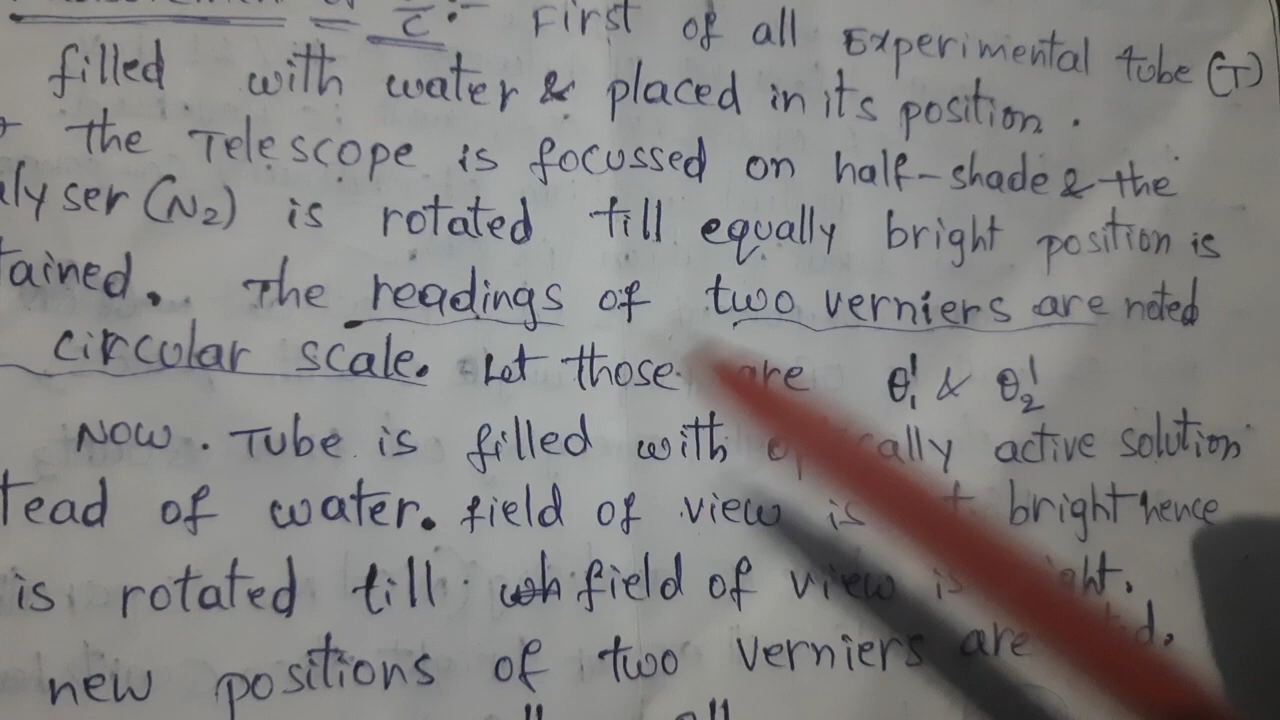 = c :- First of all Experimental tube (T)
filled with water & placed in its position.
the Telescope is focussed on half-shade & the
lyser (N2) is rotated till equally bright position is
tained. The readings of two verniers are noted
circular scale. Let those are θ₁' & θ₂'
Now. Tube is filled with ally active solution
tead of water. field of view is bright hence
is rotated till field of view is
new positions of two verniers are